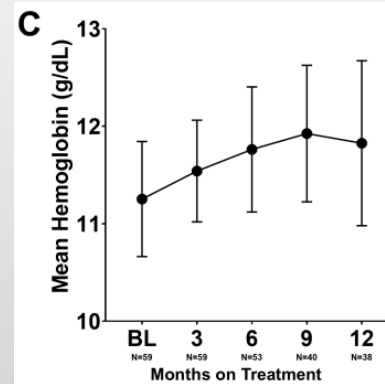 C
Mean Hemoglobin (g/dL)
13
12
11
10
BL 3 6 9 12
N=59 N=59 N=53 N=40 N=38
Months on Treatment